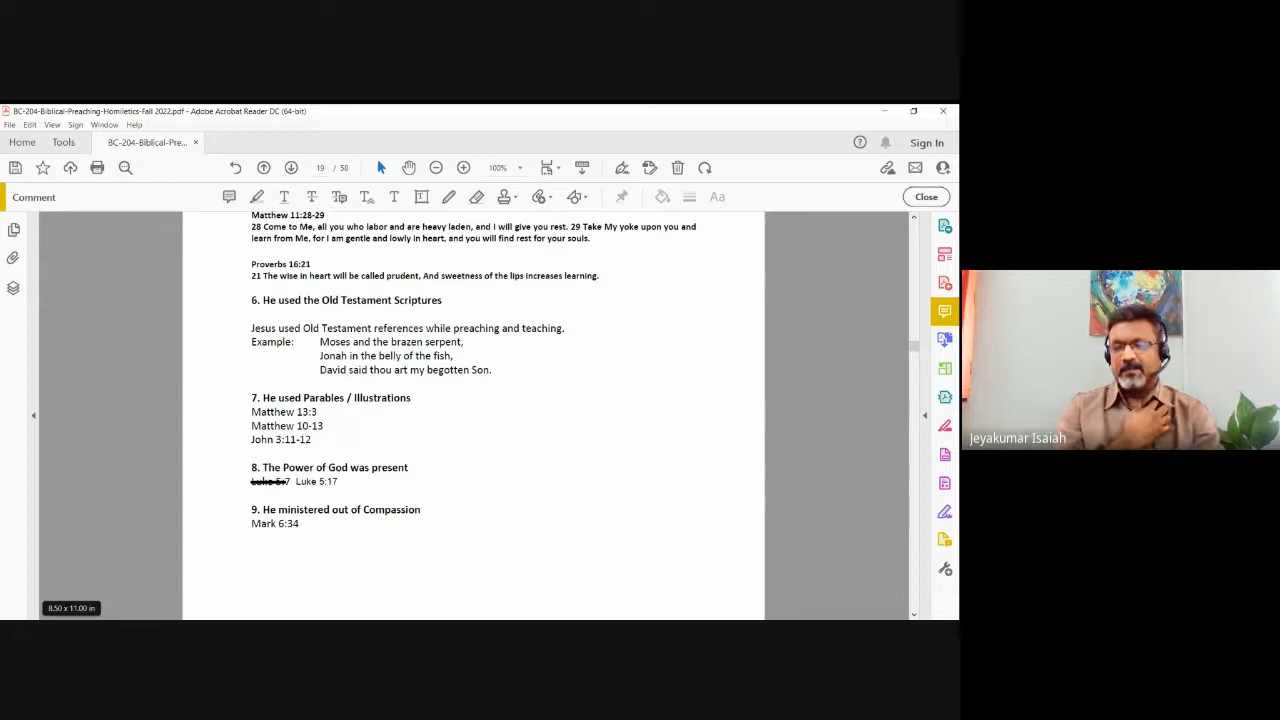 BC-204-Biblical-Preaching-Homiletics-Fall 2022.pdf - Adobe Acrobat Reader DC (64-bit)
File Edit View Sign Window Help
Home Tools BC-204-Biblical-Pre... × Sign In
19 / 58 100%
Comment Aa Close
Matthew 11:28-29
28 Come to Me, all you who labor and are heavy laden, and I will give you rest. 29 Take My yoke upon you and
learn from Me, for I am gentle and lowly in heart, and you will find rest for your souls.
Proverbs 16:21
21 The wise in heart will be called prudent, And sweetness of the lips increases learning.
6. He used the Old Testament Scriptures
Jesus used Old Testament references while preaching and teaching.
Example: Moses and the brazen serpent,
Jonah in the belly of the fish,
David said thou art my begotten Son.
7. He used Parables / Illustrations
Matthew 13:3
Matthew 10-13
John 3:11-12
8. The Power of God was present
Luke 5:7 Luke 5:17
9. He ministered out of Compassion
Mark 6:34
8.50 x 11.00 in
Jeyakumar Isaiah